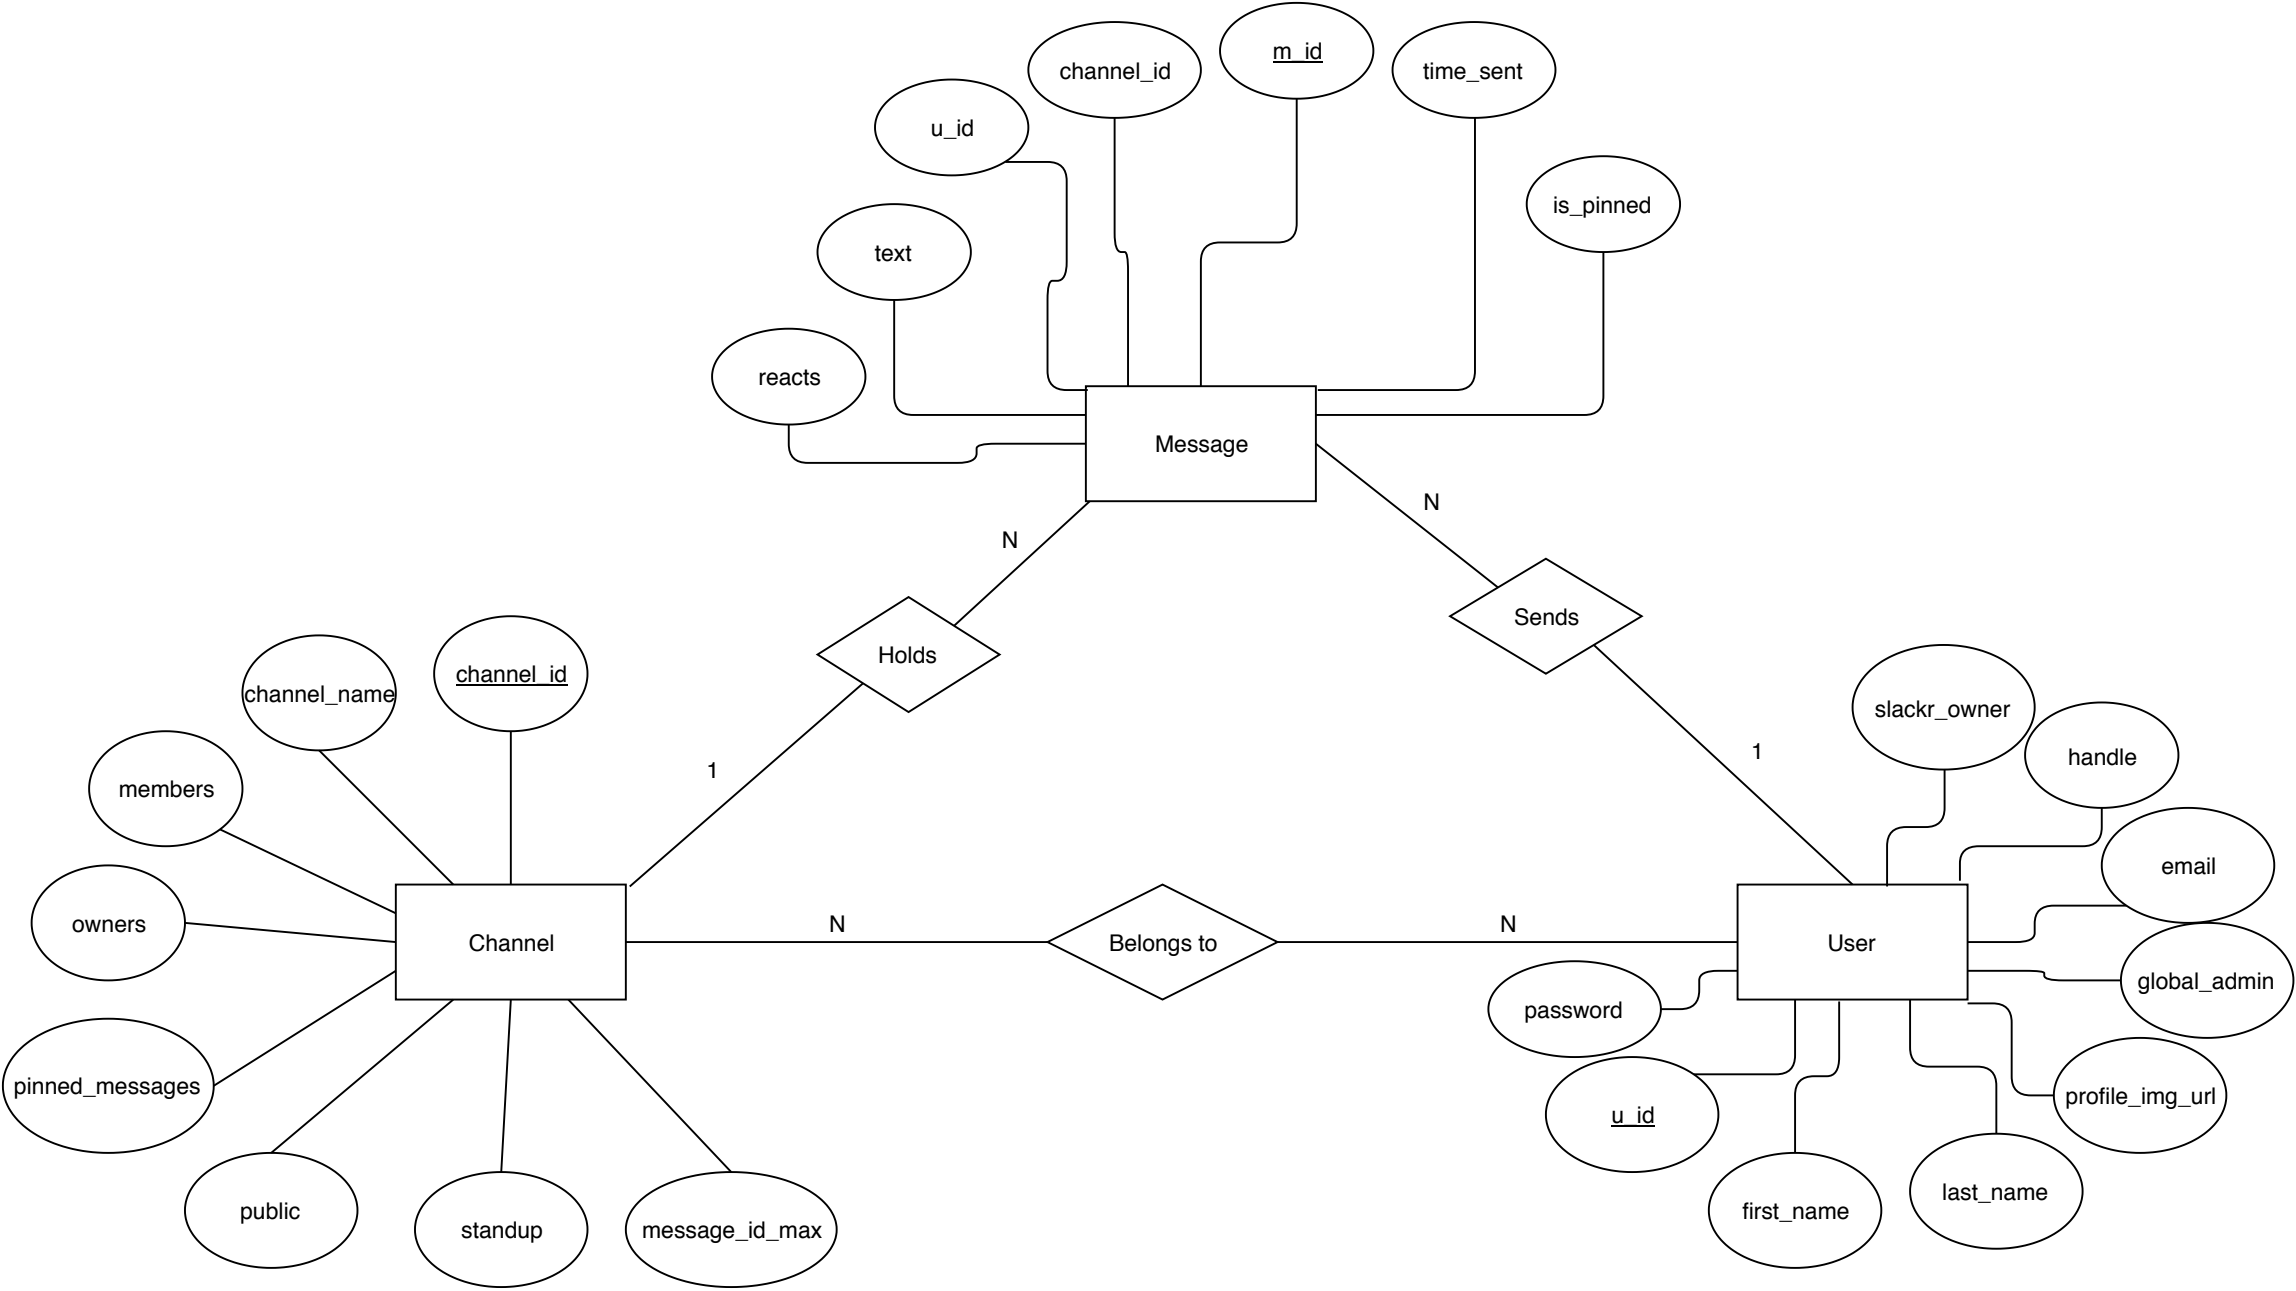 m_id
channel_id
time_sent
u_id
is_pinned
text
reacts
Message
N
N
Sends
Holds
channel_id
channel_name
slackr_owner
handle
1
1
members
email
owners
N
N
Channel
Belongs to
User
global_admin
password
pinned_messages
profile_img_url
u_id
last_name
public
first_name
standup
message_id_max